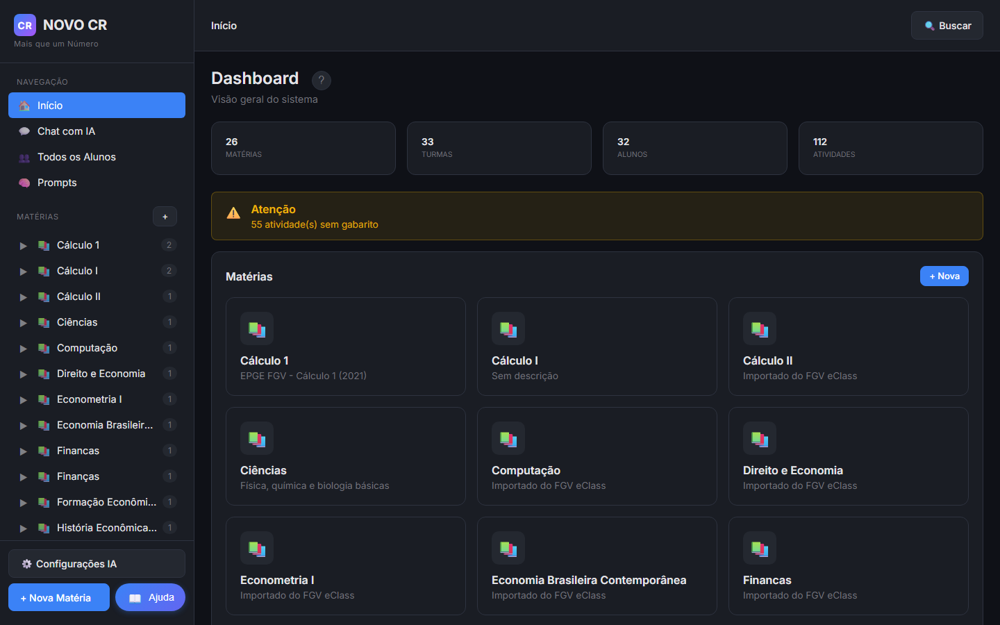 CR NOVO CR
Mais que um Número
NAVEGAÇÃO
Início
Chat com IA
Todos os Alunos
Prompts
MATÉRIAS +
Cálculo 1 2
Cálculo I 2
Cálculo II 1
Ciências 1
Computação 1
Direito e Economia 1
Econometria I 1
Economia Brasileir... 1
Financas 1
Finanças 1
Formação Econômi... 1
História Econômica... 1
Configurações IA
+ Nova Matéria
Ajuda
Início
Buscar
Dashboard ?
Visão geral do sistema
26
MATÉRIAS
33
TURMAS
32
ALUNOS
112
ATIVIDADES
Atenção
55 atividade(s) sem gabarito
Matérias
+ Nova
Cálculo 1
EPGE FGV - Cálculo 1 (2021)
Cálculo I
Sem descrição
Cálculo II
Importado do FGV eClass
Ciências
Física, química e biologia básicas
Computação
Importado do FGV eClass
Direito e Economia
Importado do FGV eClass
Econometria I
Importado do FGV eClass
Economia Brasileira Contemporânea
Importado do FGV eClass
Financas
Importado do FGV eClass